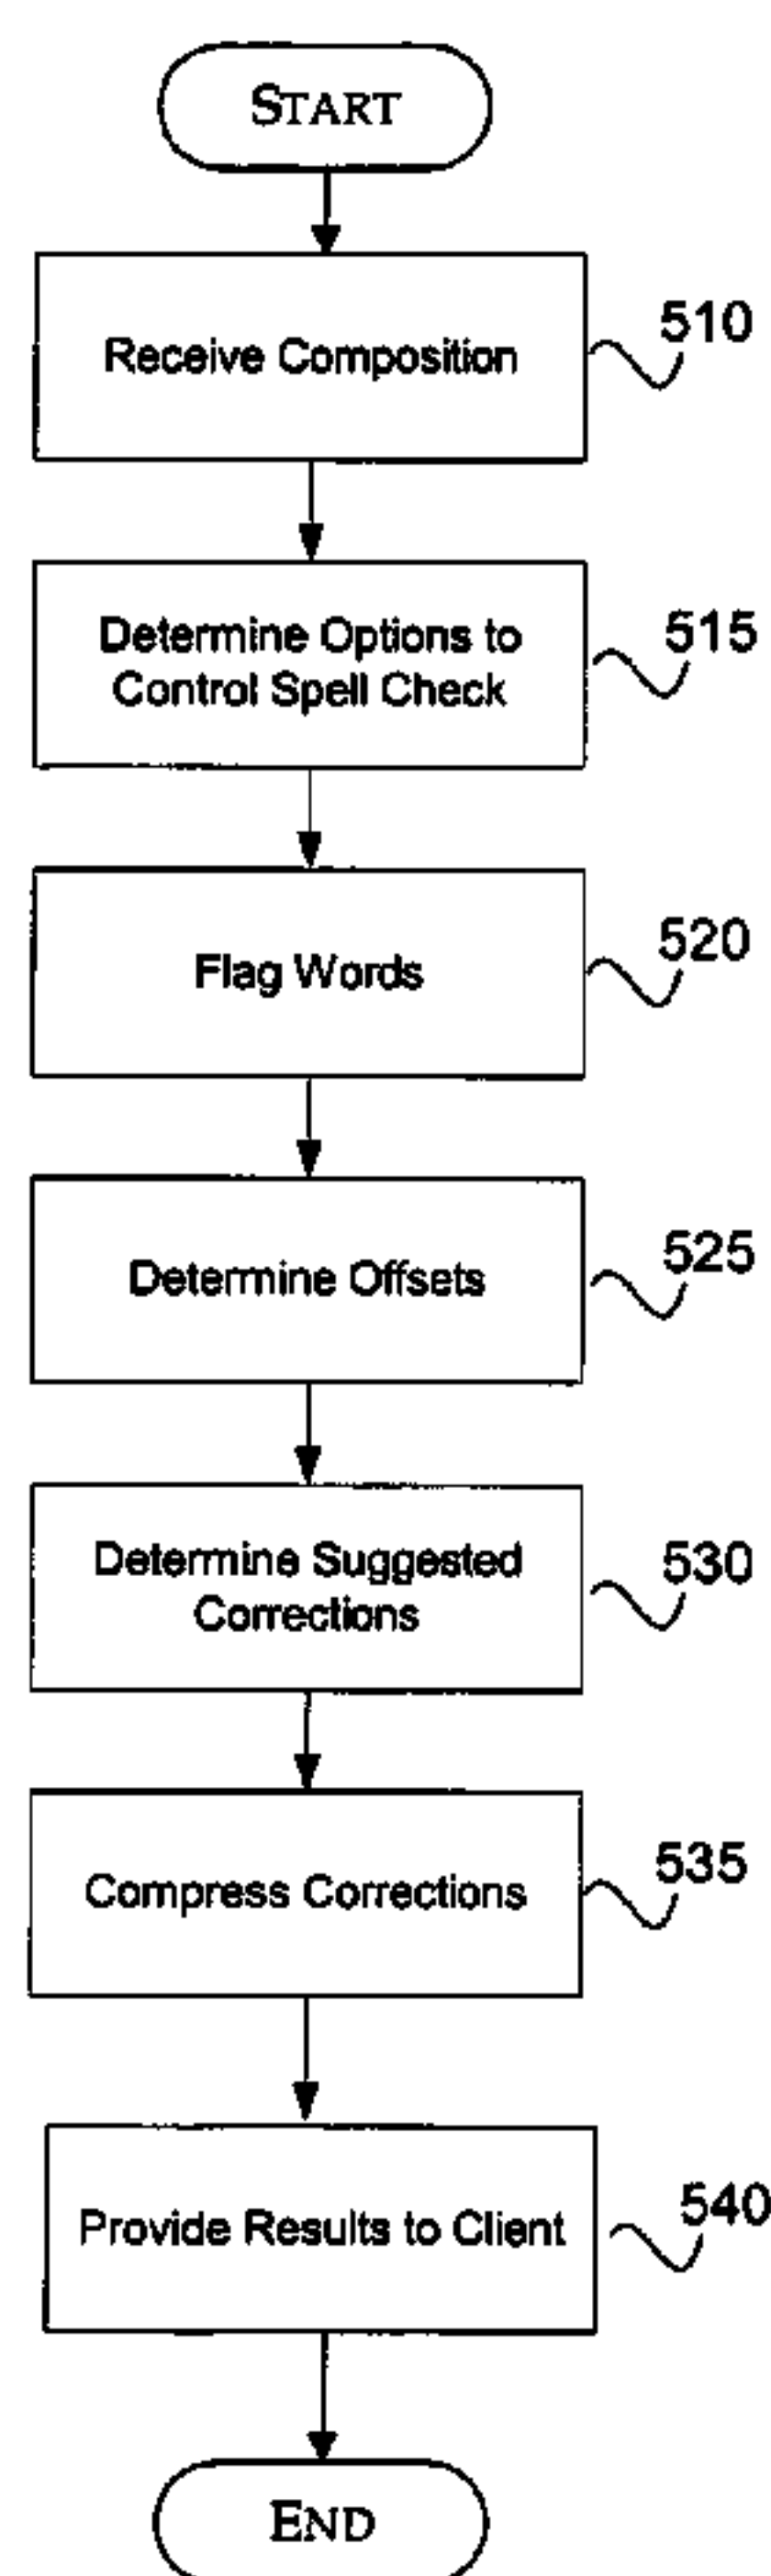 START
Receive Composition
510
Determine Options to
Control Spell Check
515
Flag Words
520
Determine Offsets
525
Determine Suggested
Corrections
530
Compress Corrections
535
Provide Results to Client
540
END